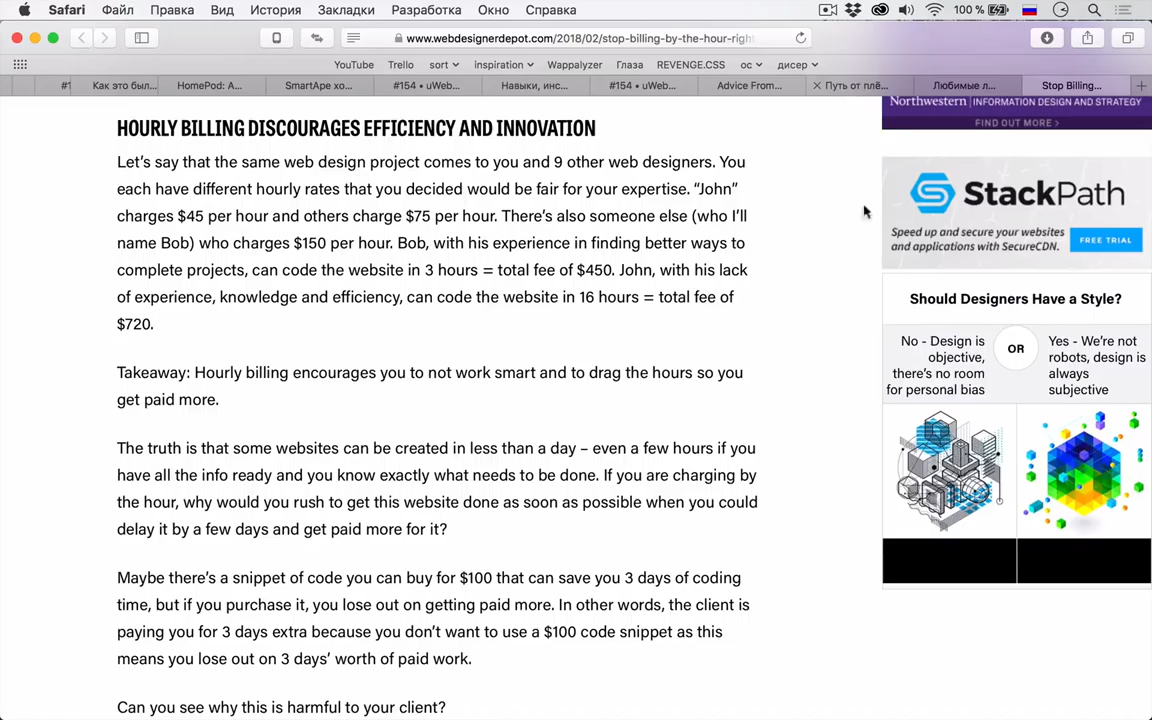 Safari Файл Правка Вид История Закладки Разработка Окно Справка 100 %
www.webdesignerdepot.com/2018/02/stop-billing-by-the-hour-righ
YouTube Trello sort inspiration Wappalyzer Глаза REVENGE.CSS ос дисер
#1 Как это был... HomePod: А... SmartApe хо... #154 • uWeb... Навыки, инс... #154 • uWeb... Advice From... Путь от плё... Любимые л... Stop Billing...
Northwestern | INFORMATION DESIGN AND STRATEGY
FIND OUT MORE >
HOURLY BILLING DISCOURAGES EFFICIENCY AND INNOVATION
Let’s say that the same web design project comes to you and 9 other web designers. You
each have different hourly rates that you decided would be fair for your expertise. “John”
charges $45 per hour and others charge $75 per hour. There’s also someone else (who I’ll
name Bob) who charges $150 per hour. Bob, with his experience in finding better ways to
complete projects, can code the website in 3 hours = total fee of $450. John, with his lack
of experience, knowledge and efficiency, can code the website in 16 hours = total fee of
$720.
Takeaway: Hourly billing encourages you to not work smart and to drag the hours so you
get paid more.
The truth is that some websites can be created in less than a day – even a few hours if you
have all the info ready and you know exactly what needs to be done. If you are charging by
the hour, why would you rush to get this website done as soon as possible when you could
delay it by a few days and get paid more for it?
Maybe there’s a snippet of code you can buy for $100 that can save you 3 days of coding
time, but if you purchase it, you lose out on getting paid more. In other words, the client is
paying you for 3 days extra because you don’t want to use a $100 code snippet as this
means you lose out on 3 days’ worth of paid work.
Can you see why this is harmful to your client?
StackPath
Speed up and secure your websites
and applications with SecureCDN.
FREE TRIAL
Should Designers Have a Style?
No - Design is
objective,
there’s no room
for personal bias
OR
Yes - We’re not
robots, design is
always
subjective